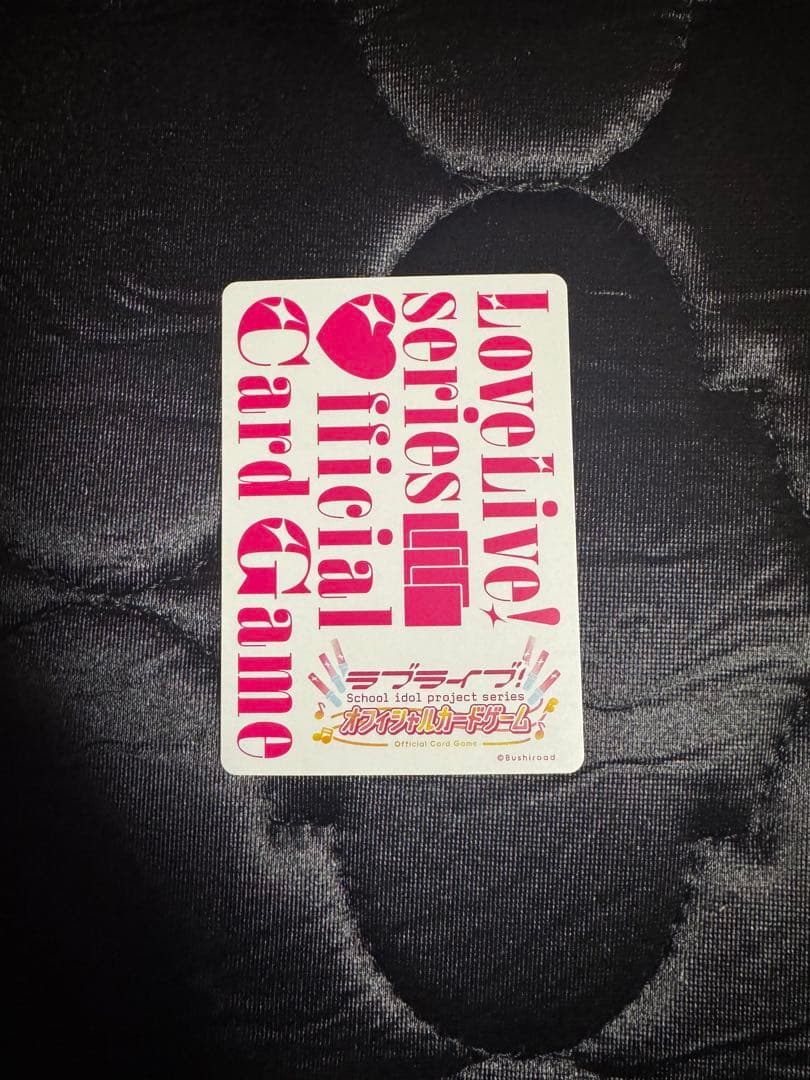 LoveLive!
series
Official
Card Game
ラブライブ!
School idol project series
オフィシャルカードゲーム
Official Card Game
©Bushiroad